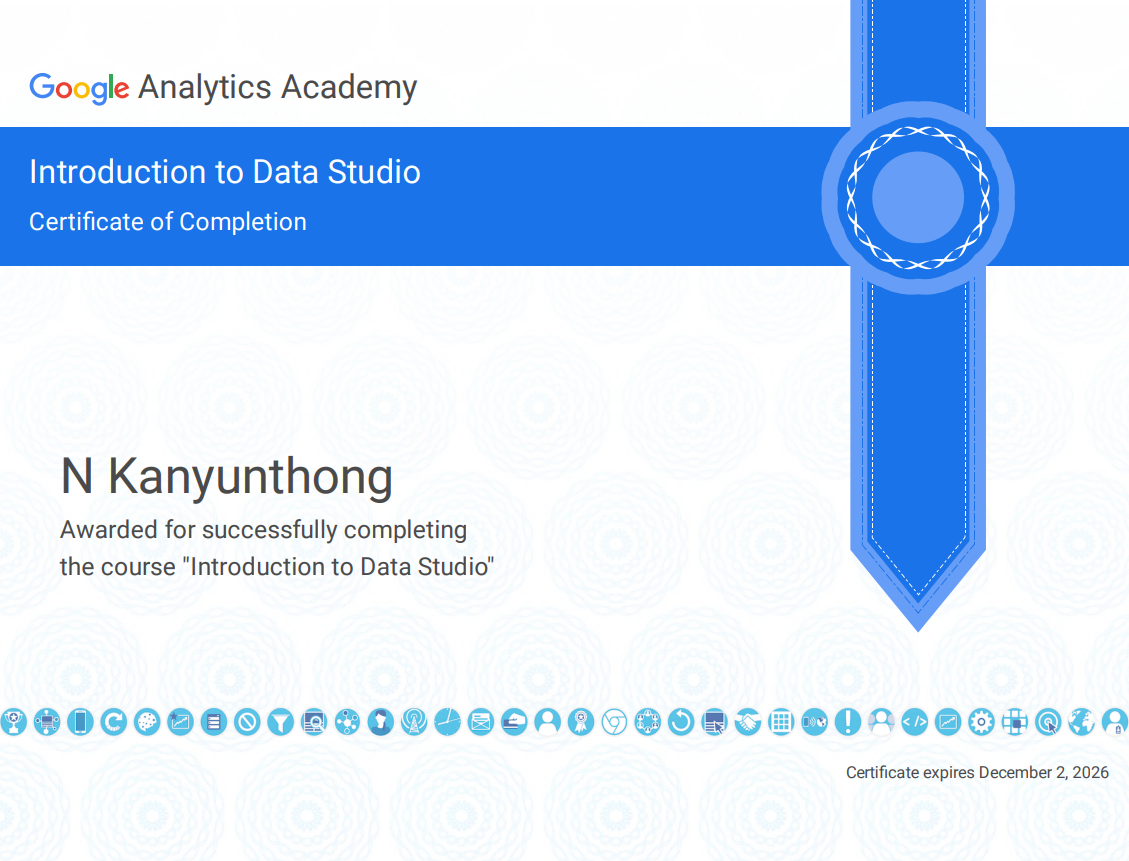 Google Analytics Academy
Introduction to Data Studio
Certificate of Completion
N Kanyunthong
Awarded for successfully completing
the course "Introduction to Data Studio"
Certificate expires December 2, 2026